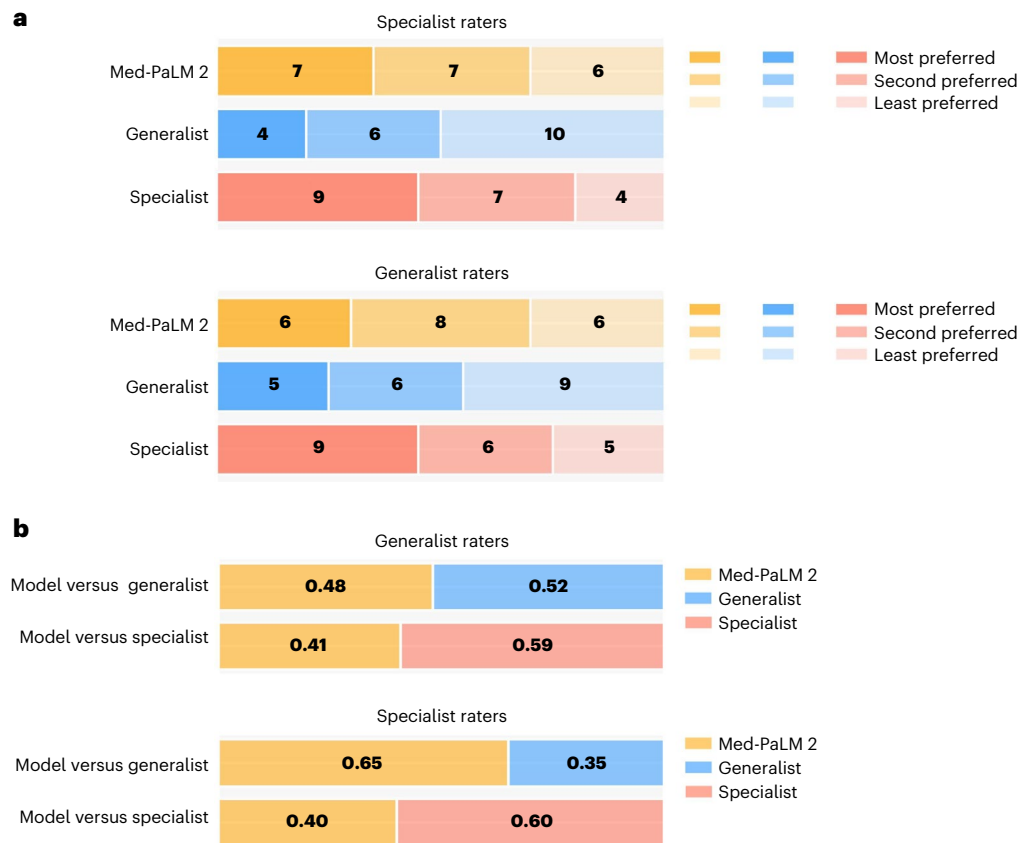 a
Specialist raters
Med-PaLM 2 7 7 6
Generalist 4 6 10
Specialist 9 7 4
Most preferred
Second preferred
Least preferred
Generalist raters
Med-PaLM 2 6 8 6
Generalist 5 6 9
Specialist 9 6 5
Most preferred
Second preferred
Least preferred
b
Generalist raters
Model versus generalist 0.48 0.52
Model versus specialist 0.41 0.59
Med-PaLM 2
Generalist
Specialist
Specialist raters
Model versus generalist 0.65 0.35
Model versus specialist 0.40 0.60
Med-PaLM 2
Generalist
Specialist